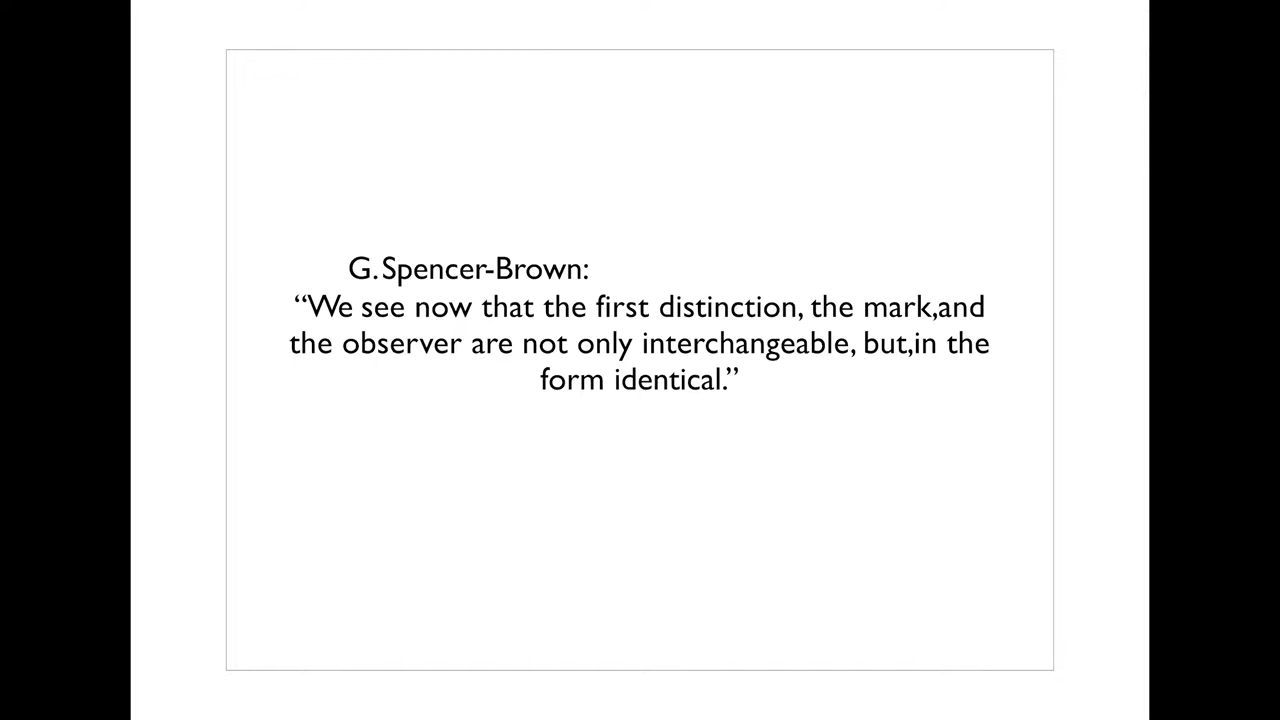 G. Spencer-Brown:
“We see now that the first distinction, the mark,and
the observer are not only interchangeable, but,in the
form identical.”